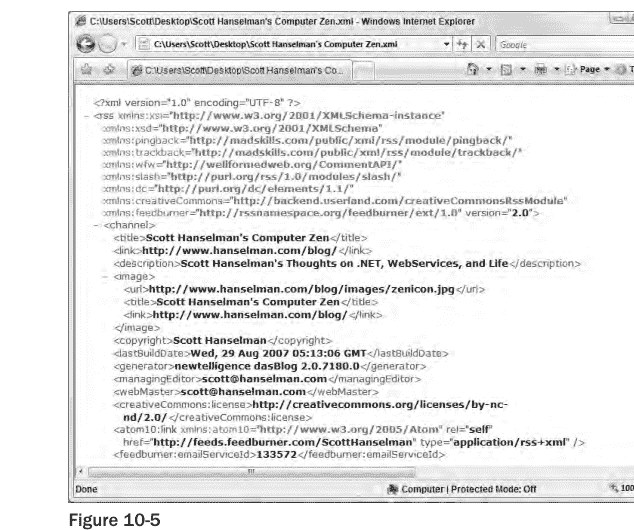 C:\Users\Scott\Desktop\Scott Hanselman's Computer Zen.xml - Windows Internet Explorer
C:\Users\Scott\Desktop\Scott Hanselman's Computer Zen.xml
Google
C:\Users\Scott\Desktop\Scott Hanselman's Co...
Page
<?xml version="1.0" encoding="UTF-8" ?>
- <rss xmlns:xsi="http://www.w3.org/2001/XMLSchema-instance"
xmlns:xsd="http://www.w3.org/2001/XMLSchema"
xmlns:pingback="http://madskills.com/public/xml/rss/module/pingback/"
xmlns:trackback="http://madskills.com/public/xml/rss/module/trackback/"
xmlns:wfw="http://wellformedweb.org/CommentAPI/"
xmlns:slash="http://purl.org/rss/1.0/modules/slash/"
xmlns:dc="http://purl.org/dc/elements/1.1/"
xmlns:creativeCommons="http://backend.userland.com/creativeCommonsRssModule"
xmlns:feedburner="http://rssnamespace.org/feedburner/ext/1.0" version="2.0">
- <channel>
<title>Scott Hanselman's Computer Zen</title>
<link>http://www.hanselman.com/blog/</link>
<description>Scott Hanselman's Thoughts on .NET, WebServices, and Life</description>
- <image>
<url>http://www.hanselman.com/blog/images/zenicon.jpg</url>
<title>Scott Hanselman's Computer Zen</title>
<link>http://www.hanselman.com/blog/</link>
</image>
<copyright>Scott Hanselman</copyright>
<lastBuildDate>Wed, 29 Aug 2007 05:13:06 GMT</lastBuildDate>
<generator>newtelligence dasBlog 2.0.7180.0</generator>
<managingEditor>scott@hanselman.com</managingEditor>
<webMaster>scott@hanselman.com</webMaster>
<creativeCommons:license>http://creativecommons.org/licenses/by-nc-
nd/2.0/</creativeCommons:license>
<atom10:link xmlns:atom10="http://www.w3.org/2005/Atom" rel="self"
href="http://feeds.feedburner.com/ScottHanselman" type="application/rss+xml" />
<feedburner:emailServiceId>133572</feedburner:emailServiceId>
Done
Computer | Protected Mode: Off
100
Figure 10-5